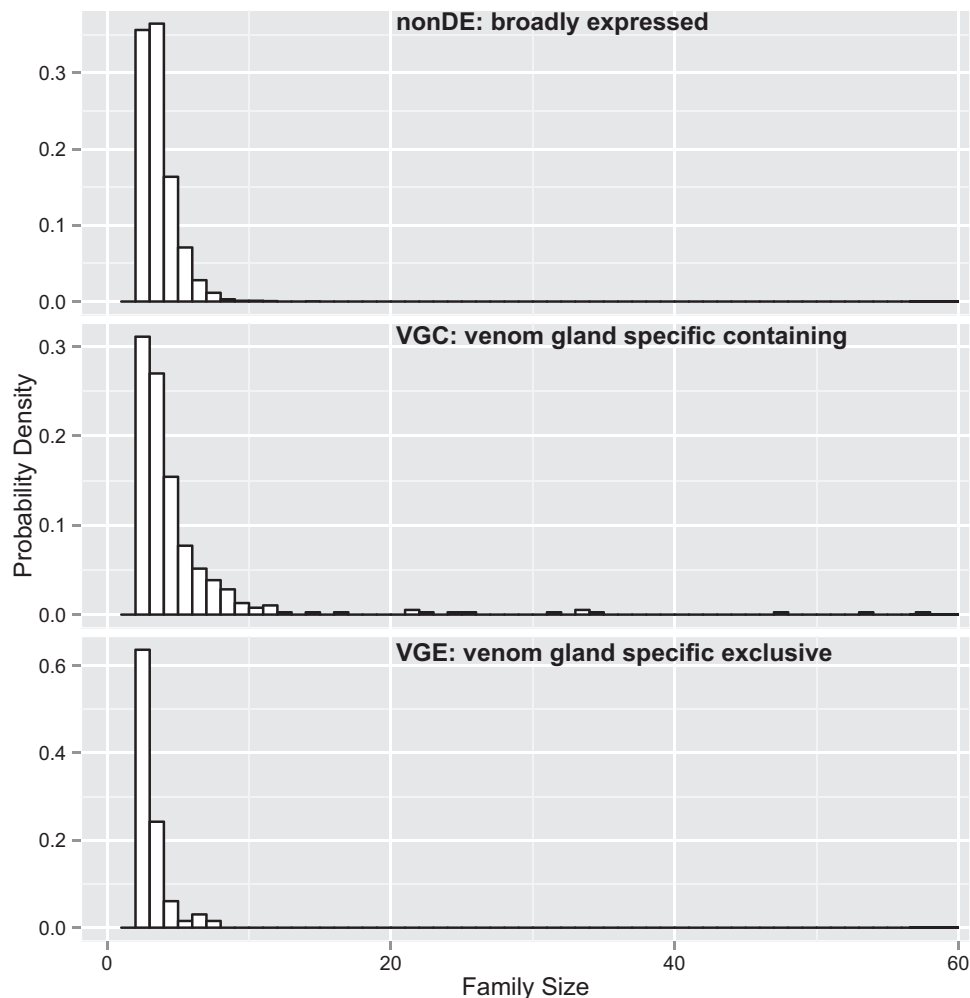 nonDE: broadly expressed
0.3
0.2
0.1
0.0
VGC: venom gland specific containing
0.3
0.2
0.1
0.0
Probability Density
VGE: venom gland specific exclusive
0.6
0.4
0.2
0.0
0 20 40 60
Family Size